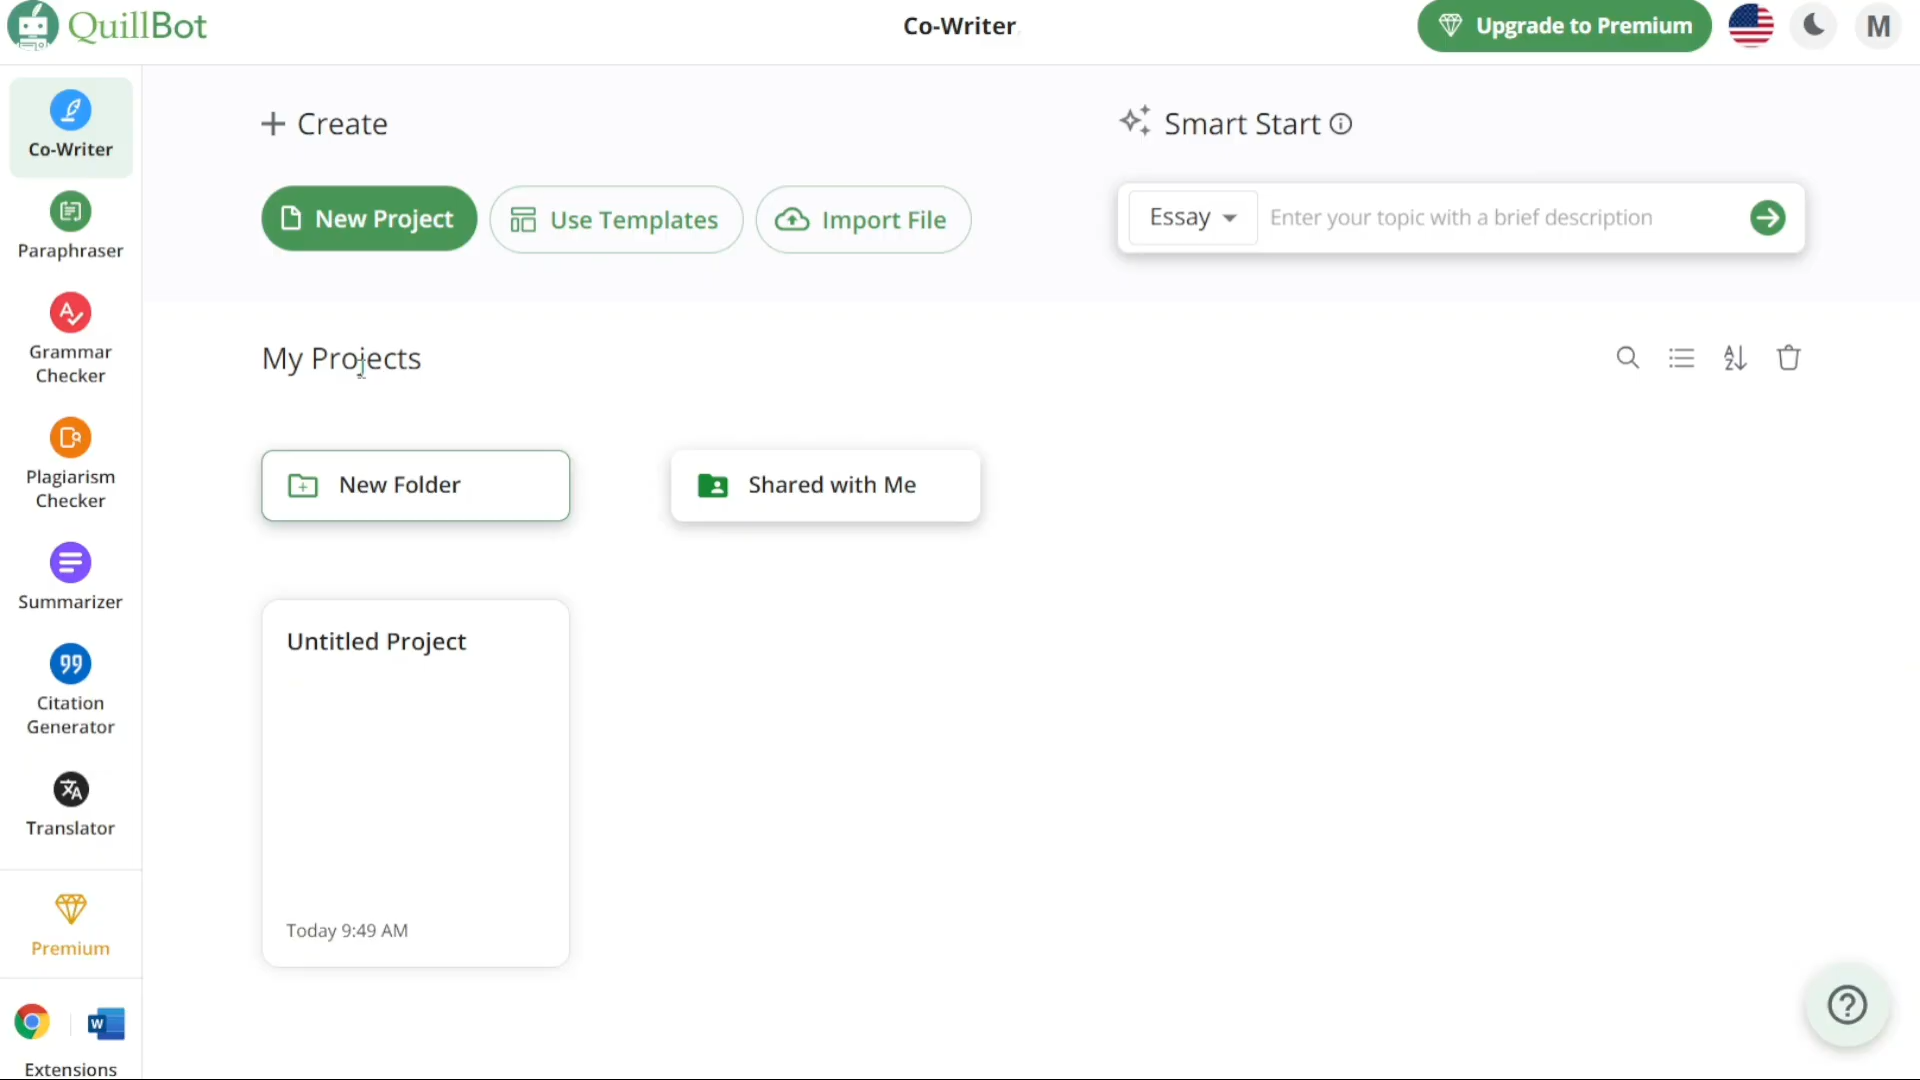 QuillBot
Co-Writer
Upgrade to Premium
M
Co-Writer
Paraphraser
Grammar
Checker
Plagiarism
Checker
Summarizer
Citation
Generator
Translator
Premium
W
Extensions
+ Create
New Project
Use Templates
Import File
Smart Start
Essay
Enter your topic with a brief description
My Projects
New Folder
Shared with Me
Untitled Project
Today 9:49 AM